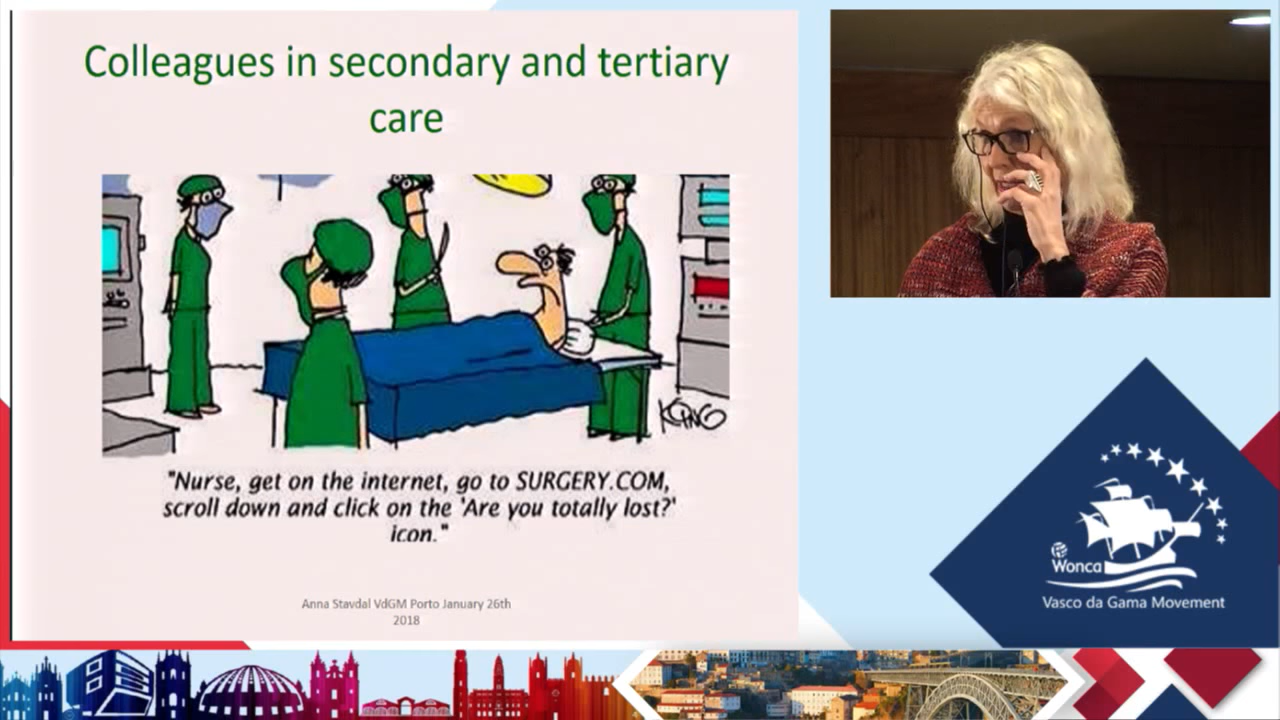 Colleagues in secondary and tertiary
care
"Nurse, get on the internet, go to SURGERY.COM,
scroll down and click on the 'Are you totally lost?'
icon."
Anna Stavdal VdGM Porto January 26th
2018
Wonca
Vasco da Gama Movement